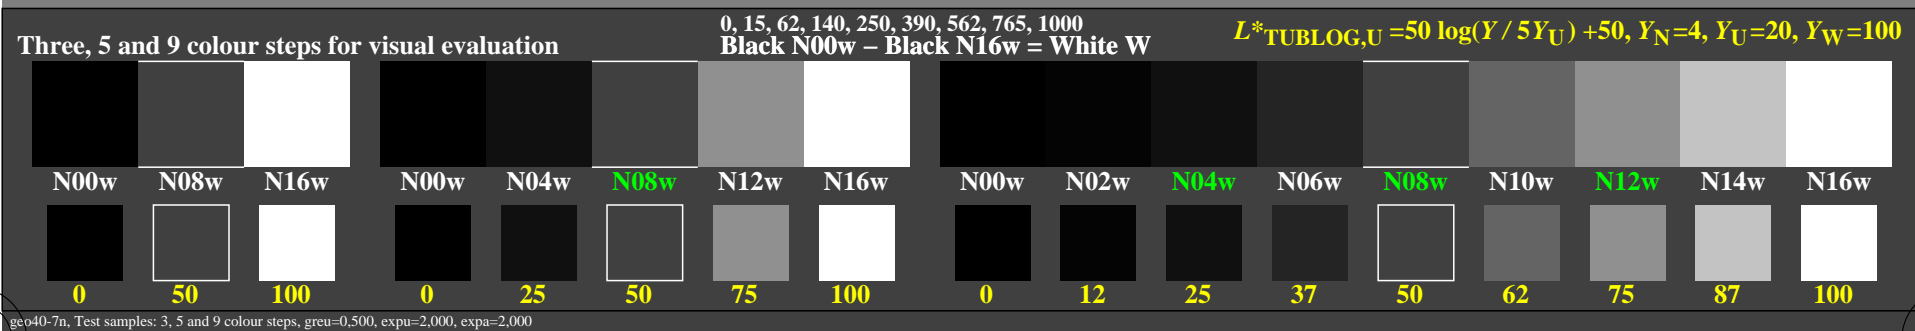 Three, 5 and 9 colour steps for visual evaluation
0, 15, 62, 140, 250, 390, 562, 765, 1000
Black N00w – Black N16w = White W
L*TUBLOG,U =50 log(Y / 5YU) +50, YN=4, YU=20, YW=100
N00w N08w N16w N00w N04w N08w N12w N16w N00w N02w N04w N06w N08w N10w N12w N14w N16w
0 50 100 0 25 50 75 100 0 12 25 37 50 62 75 87 100
geo40-7n, Test samples: 3, 5 and 9 colour steps, greu=0,500, expu=2,000, expa=2,000